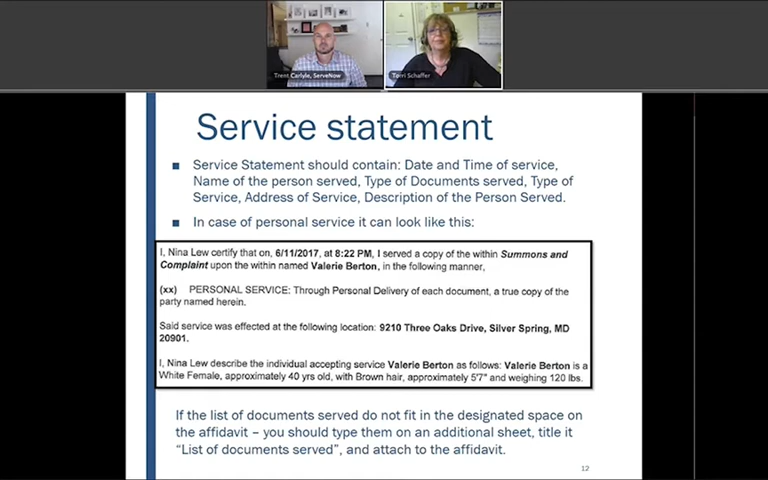 Trent Carlyle, ServeNow
Torri Schaffer
Service statement
■ Service Statement should contain: Date and Time of service,
Name of the person served, Type of Documents served, Type of
Service, Address of Service, Description of the Person Served.
■ In case of personal service it can look like this:
I, Nina Lew certify that on, 6/11/2017, at 8:22 PM, I served a copy of the within Summons and
Complaint upon the within named Valerie Berton, in the following manner,
(xx) PERSONAL SERVICE: Through Personal Delivery of each document, a true copy of the
party named herein.
Said service was effected at the following location: 9210 Three Oaks Drive, Silver Spring, MD
20901.
I, Nina Lew describe the individual accepting service Valerie Berton as follows: Valerie Berton is a
White Female, approximately 40 yrs old, with Brown hair, approximately 5'7" and weighing 120 lbs.
If the list of documents served do not fit in the designated space on
the affidavit – you should type them on an additional sheet, title it
“List of documents served”, and attach to the affidavit.
12